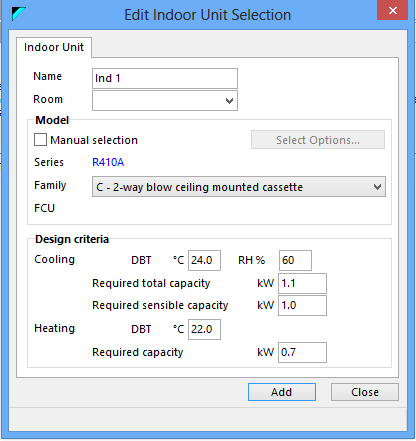 Edit Indoor Unit Selection
Indoor Unit
Name Ind 1
Room
Model
Manual selection Select Options...
Series R410A
Family C - 2-way blow ceiling mounted cassette
FCU
Design criteria
Cooling DBT °C 24.0 RH % 60
Required total capacity kW 1.1
Required sensible capacity kW 1.0
Heating DBT °C 22.0
Required capacity kW 0.7
Add Close